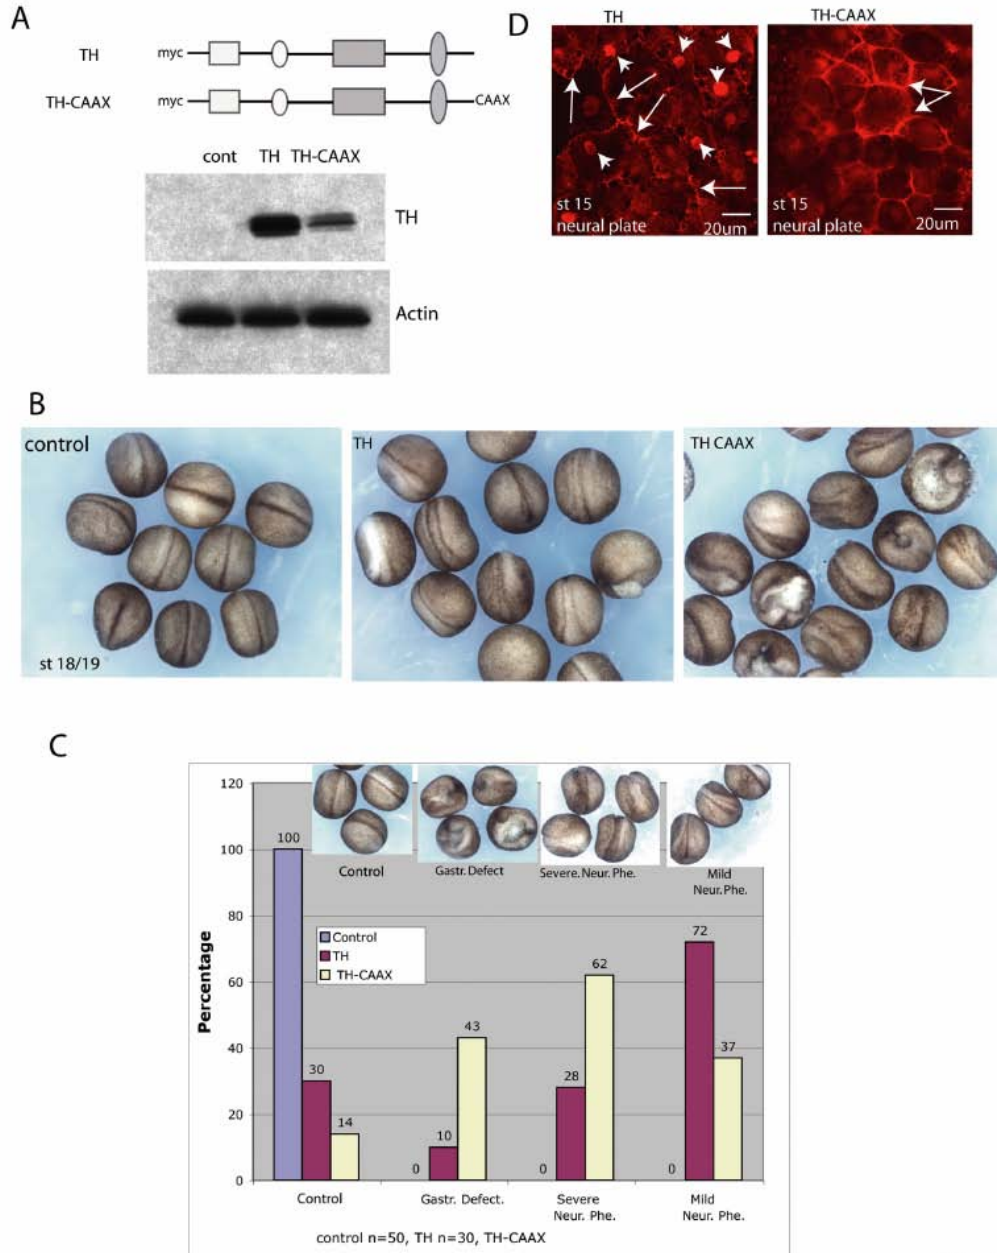 A
TH
myc
TH-CAAX
myc
CAAX
cont TH TH-CAAX
TH
Actin
D
TH
TH-CAAX
st 15
neural plate
20um
st 15
neural plate
20um
B
control
st 18/19
TH
TH CAAX
C
120
100
80
60
40
20
0
Percentage
Control
Gastr. Defect
Severe. Neur. Phe.
Mild
Neur. Phe.
Control
TH
TH-CAAX
100
30
14
0
10
43
0
28
62
0
72
37
Control
Gastr. Defect.
Severe
Neur. Phe.
Mild
Neur. Phe.
control n=50, TH n=30, TH-CAAX